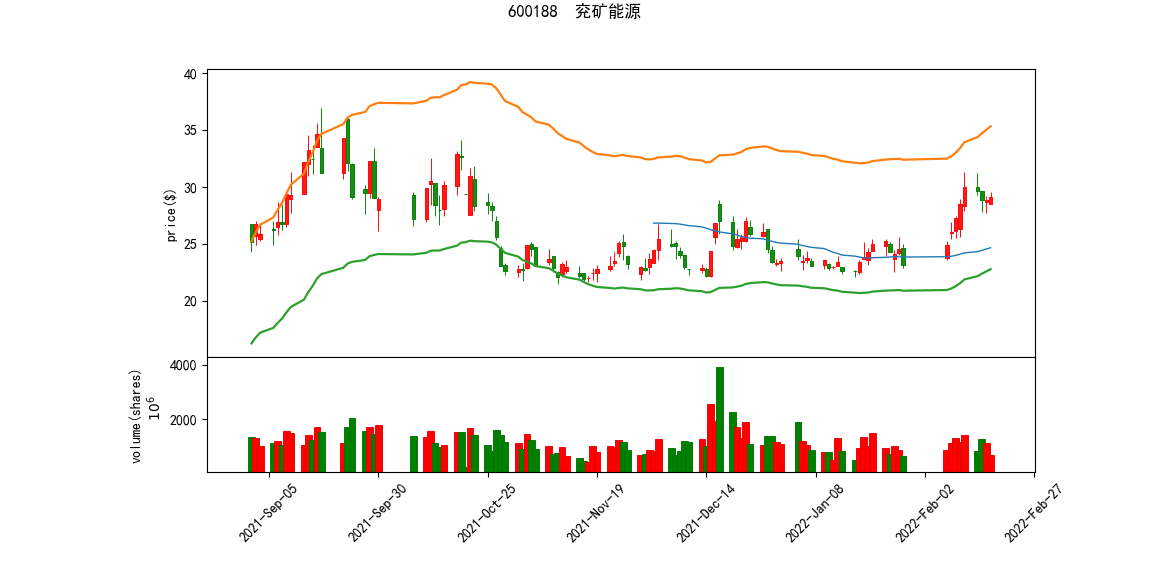 600188 兖矿能源
price($)
40
35
30
25
20
volume(shares)
10^6
4000
2000
2021-Sep-05
2021-Sep-30
2021-Oct-25
2021-Nov-19
2021-Dec-14
2022-Jan-08
2022-Feb-02
2022-Feb-27